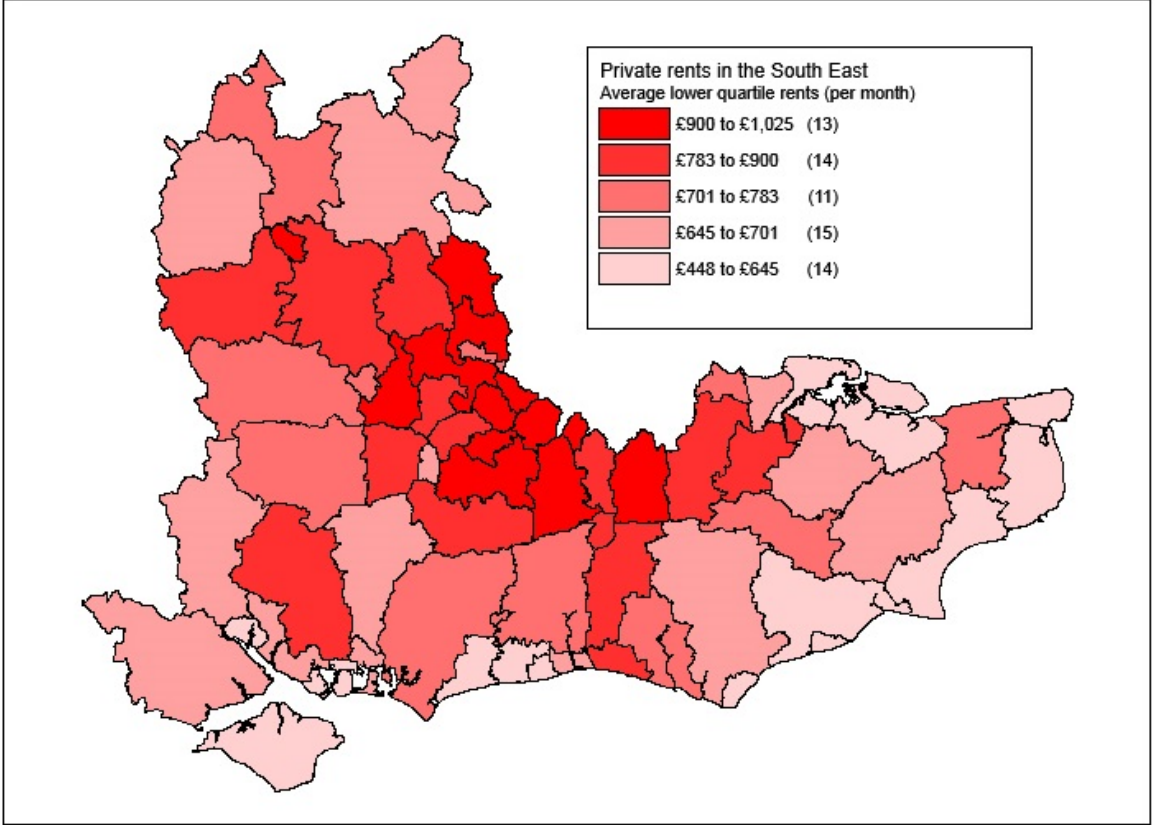 Private rents in the South East
Average lower quartile rents (per month)
£900 to £1,025 (13)
£783 to £900 (14)
£701 to £783 (11)
£645 to £701 (15)
£448 to £645 (14)